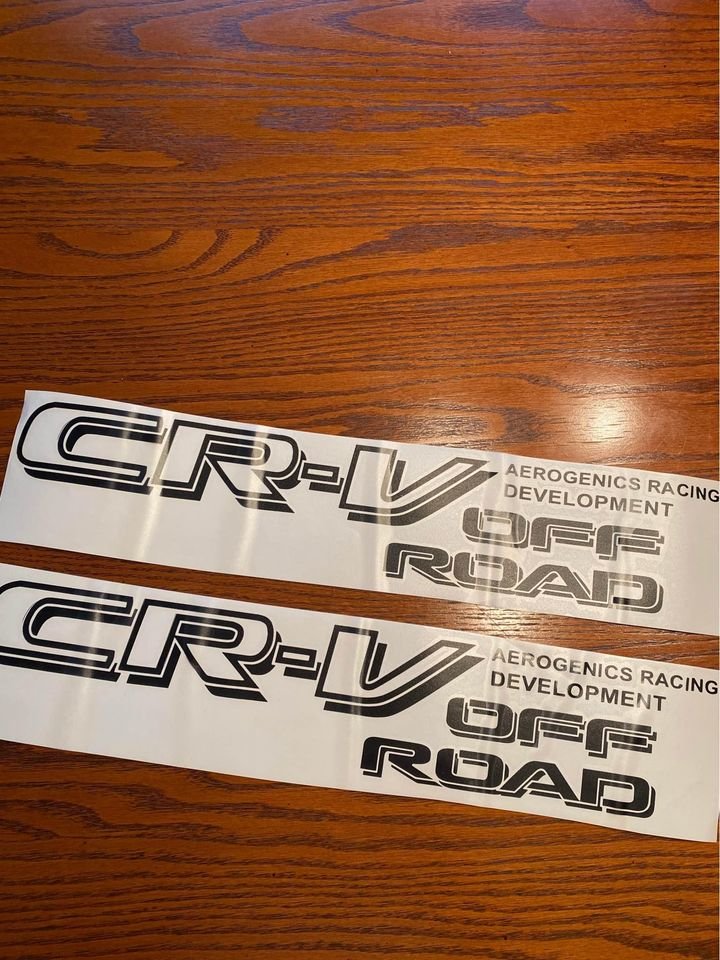 CR-V
AEROGENICS RACING
DEVELOPMENT
OFF
ROAD
CR-V
AEROGENICS RACING
DEVELOPMENT
OFF
ROAD